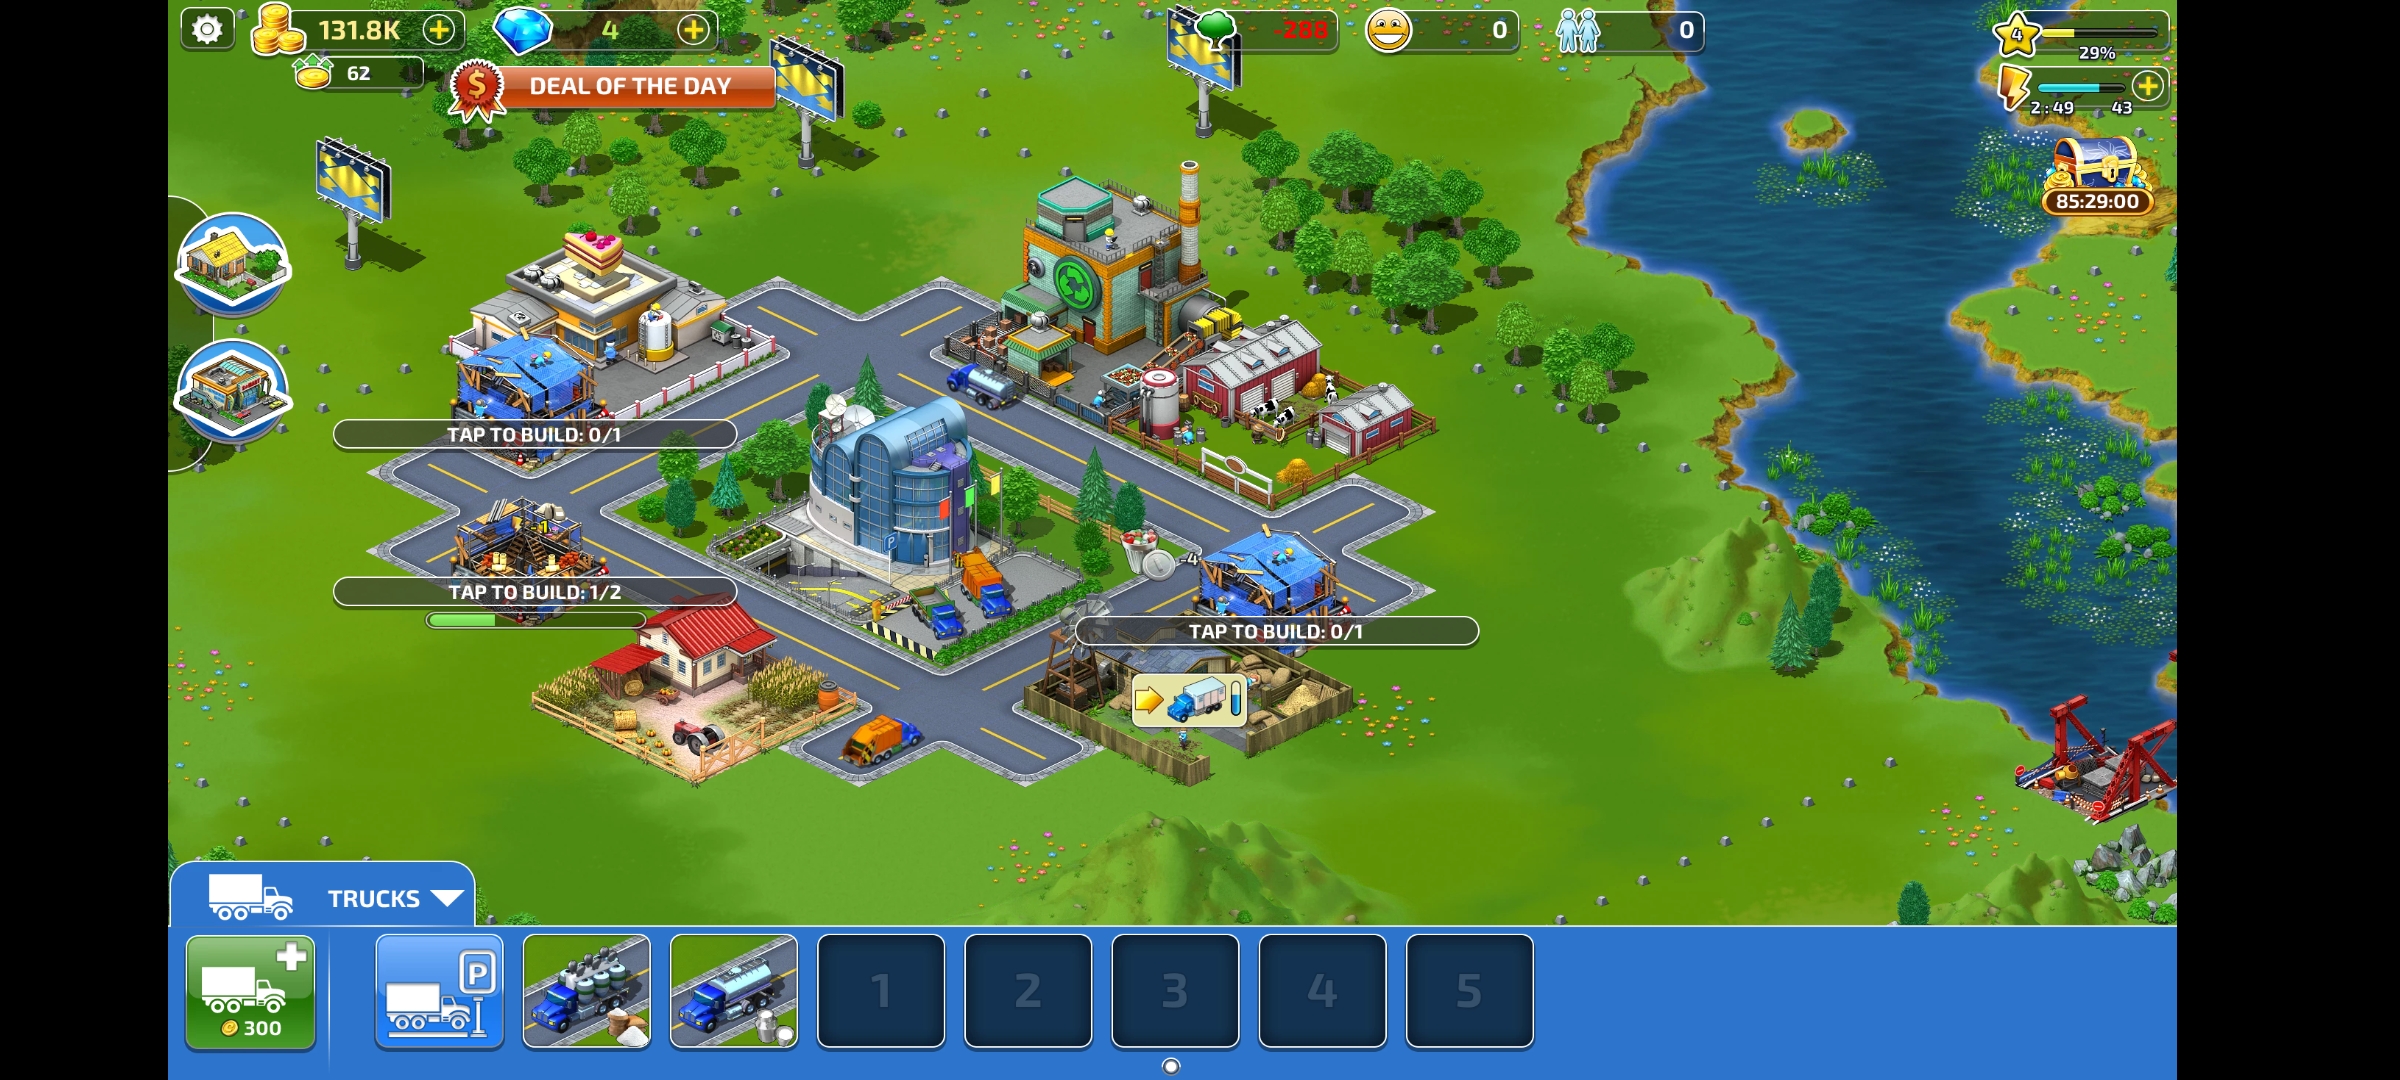 131.8K
4
-288
0
0
4
29%
62
DEAL OF THE DAY
2:49
43
85:29:00
TAP TO BUILD: 0/1
-1
TAP TO BUILD: 1/2
P
-4
TAP TO BUILD: 0/1
TRUCKS
300
P
1
2
3
4
5